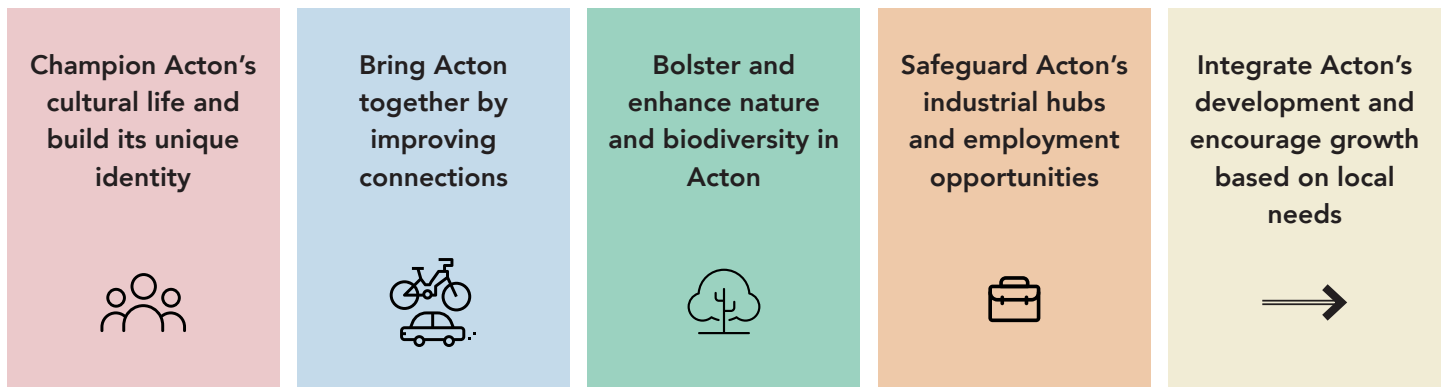 Champion Acton's
cultural life and
build its unique
identity
Bring Acton
together by
improving
connections
Bolster and
enhance nature
and biodiversity in
Acton
Safeguard Acton's
industrial hubs
and employment
opportunities
Integrate Acton's
development and
encourage growth
based on local
needs